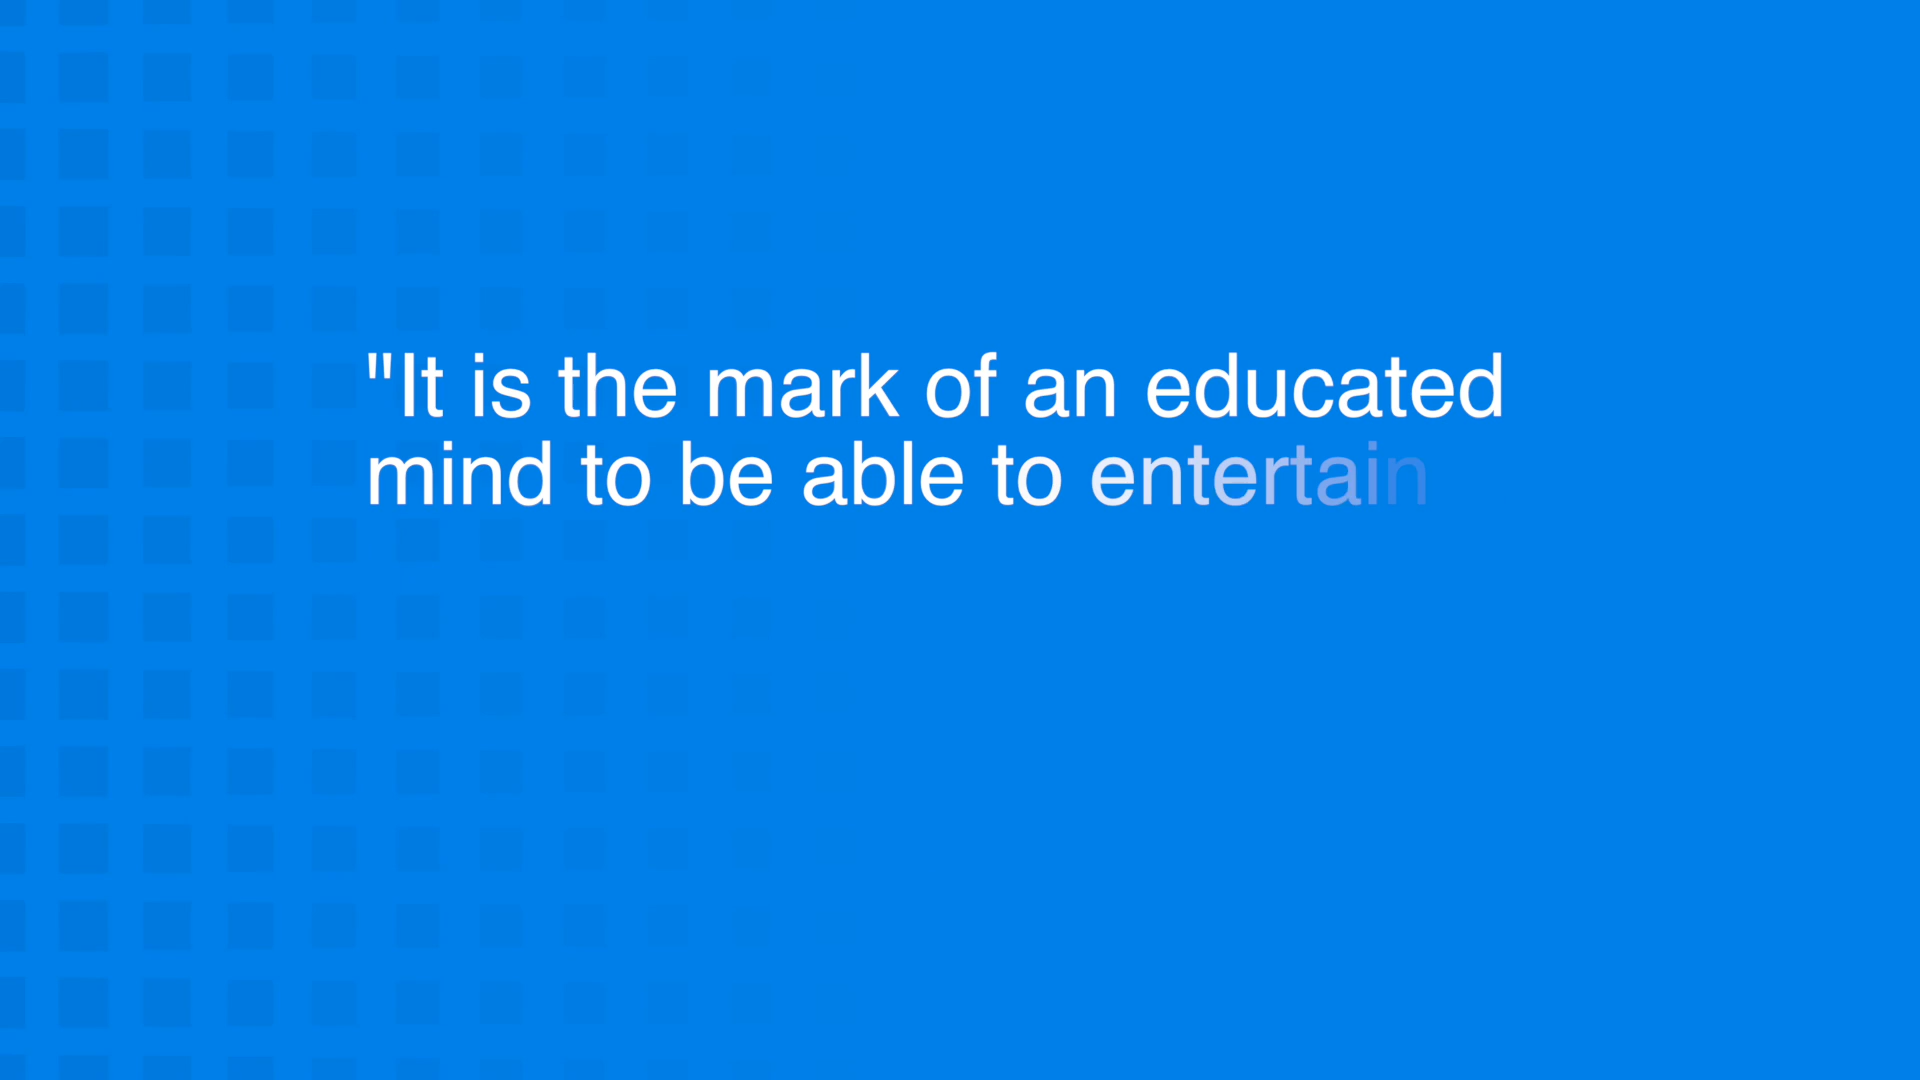 "It is the mark of an educated
mind to be able to entertain